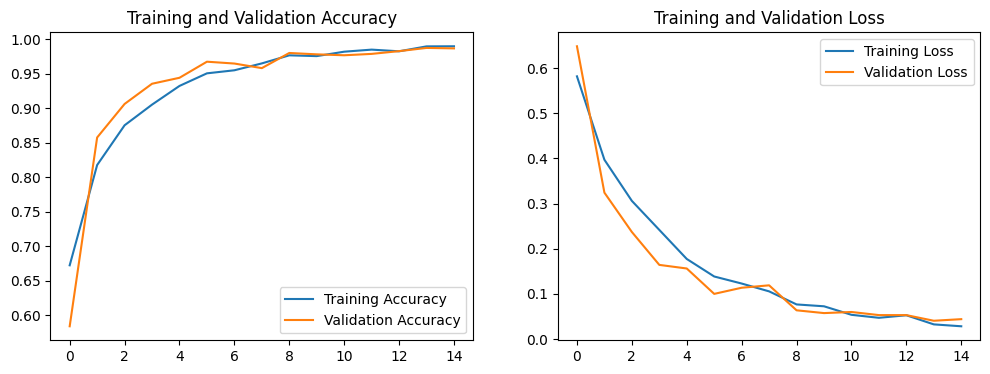 Training and Validation Accuracy
1.00
0.95
0.90
0.85
0.80
0.75
0.70
0.65
0.60
Training Accuracy
Validation Accuracy
0 2 4 6 8 10 12 14
Training and Validation Loss
Training Loss
Validation Loss
0.6
0.5
0.4
0.3
0.2
0.1
0.0
0 2 4 6 8 10 12 14